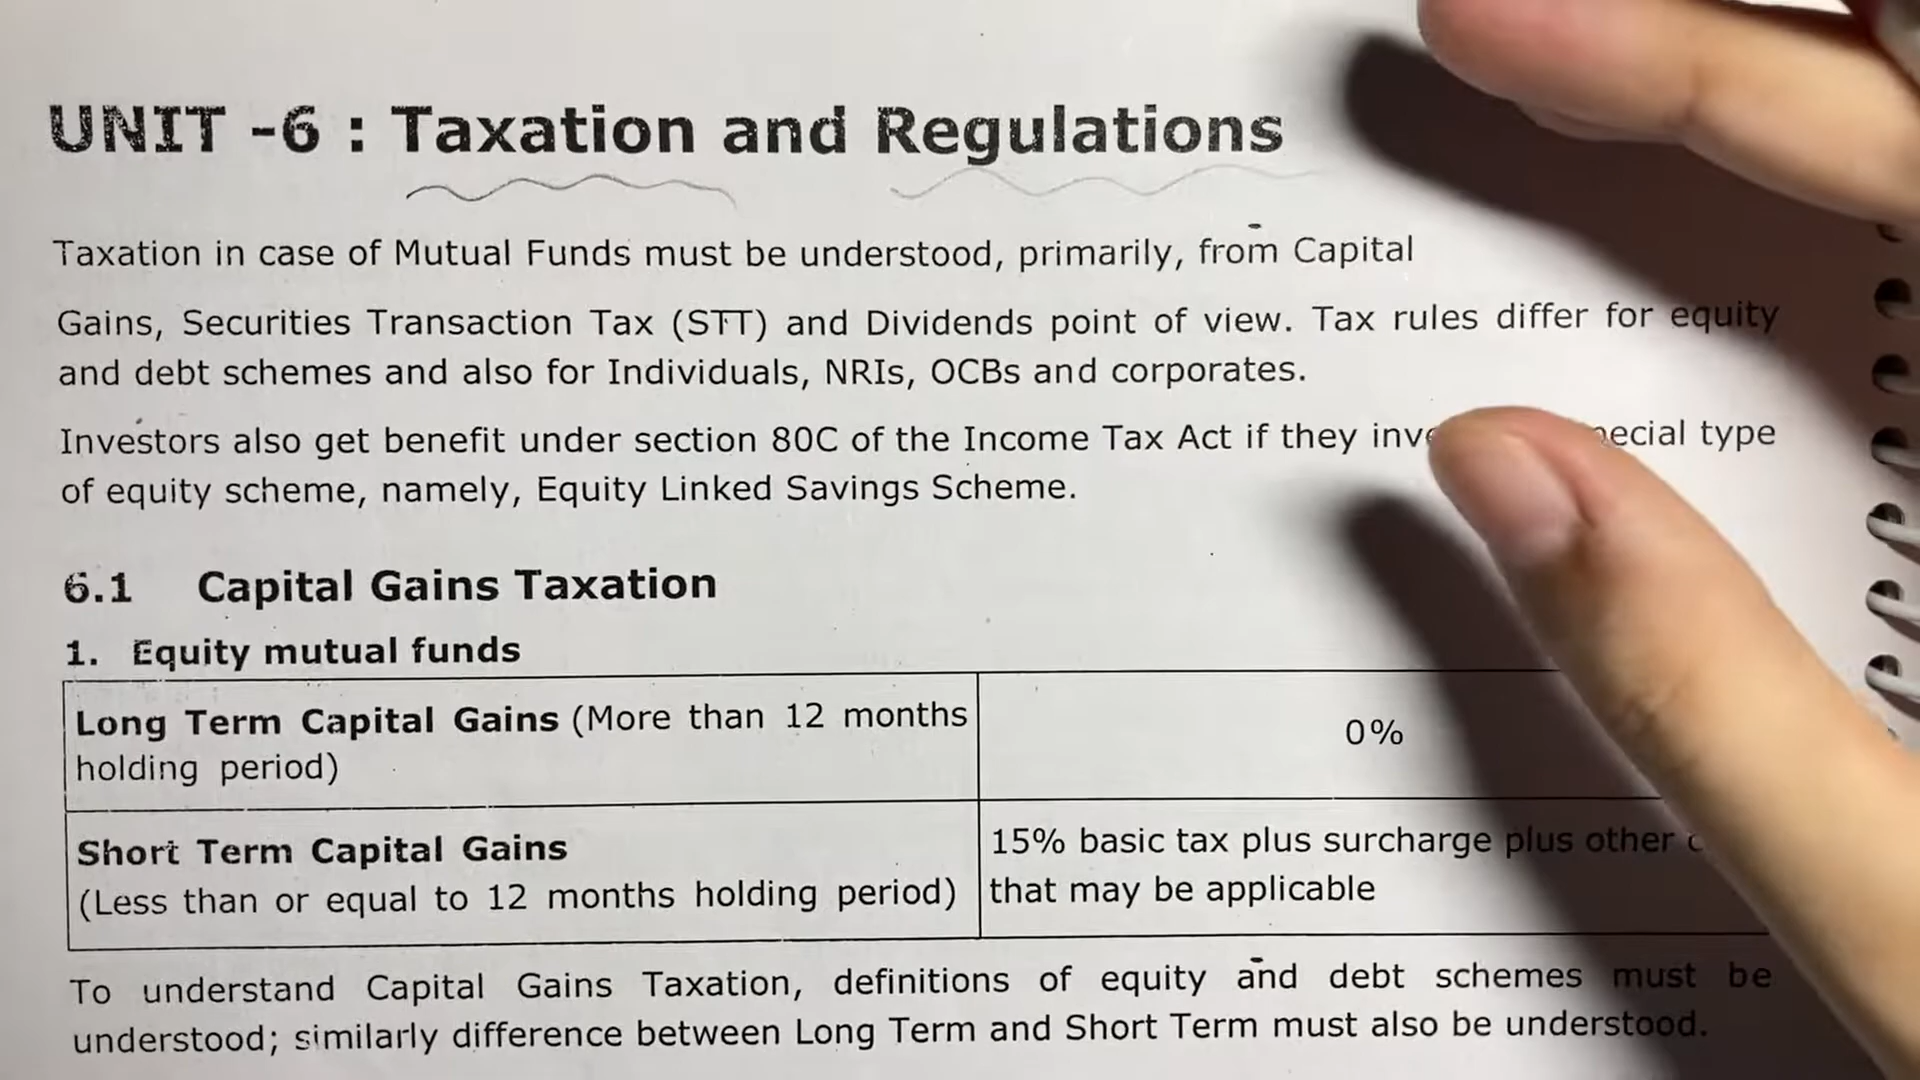 UNIT -6 : Taxation and Regulations
Taxation in case of Mutual Funds must be understood, primarily, from Capital
Gains, Securities Transaction Tax (STT) and Dividends point of view. Tax rules differ for equity
and debt schemes and also for Individuals, NRIs, OCBs and corporates.
Investors also get benefit under section 80C of the Income Tax Act if they type
of equity scheme, namely, Equity Linked Savings Scheme.
6.1 Capital Gains Taxation
1. Equity mutual funds
Long Term Capital Gains (More than 12 months
holding period)
0%
Short Term Capital Gains
(Less than or equal to 12 months holding period)
15% basic tax plus surcharge plus other
that may be applicable
To understand Capital Gains Taxation, definitions of equity and debt schemes must be
understood; similarly difference between Long Term and Short Term must also be understood.